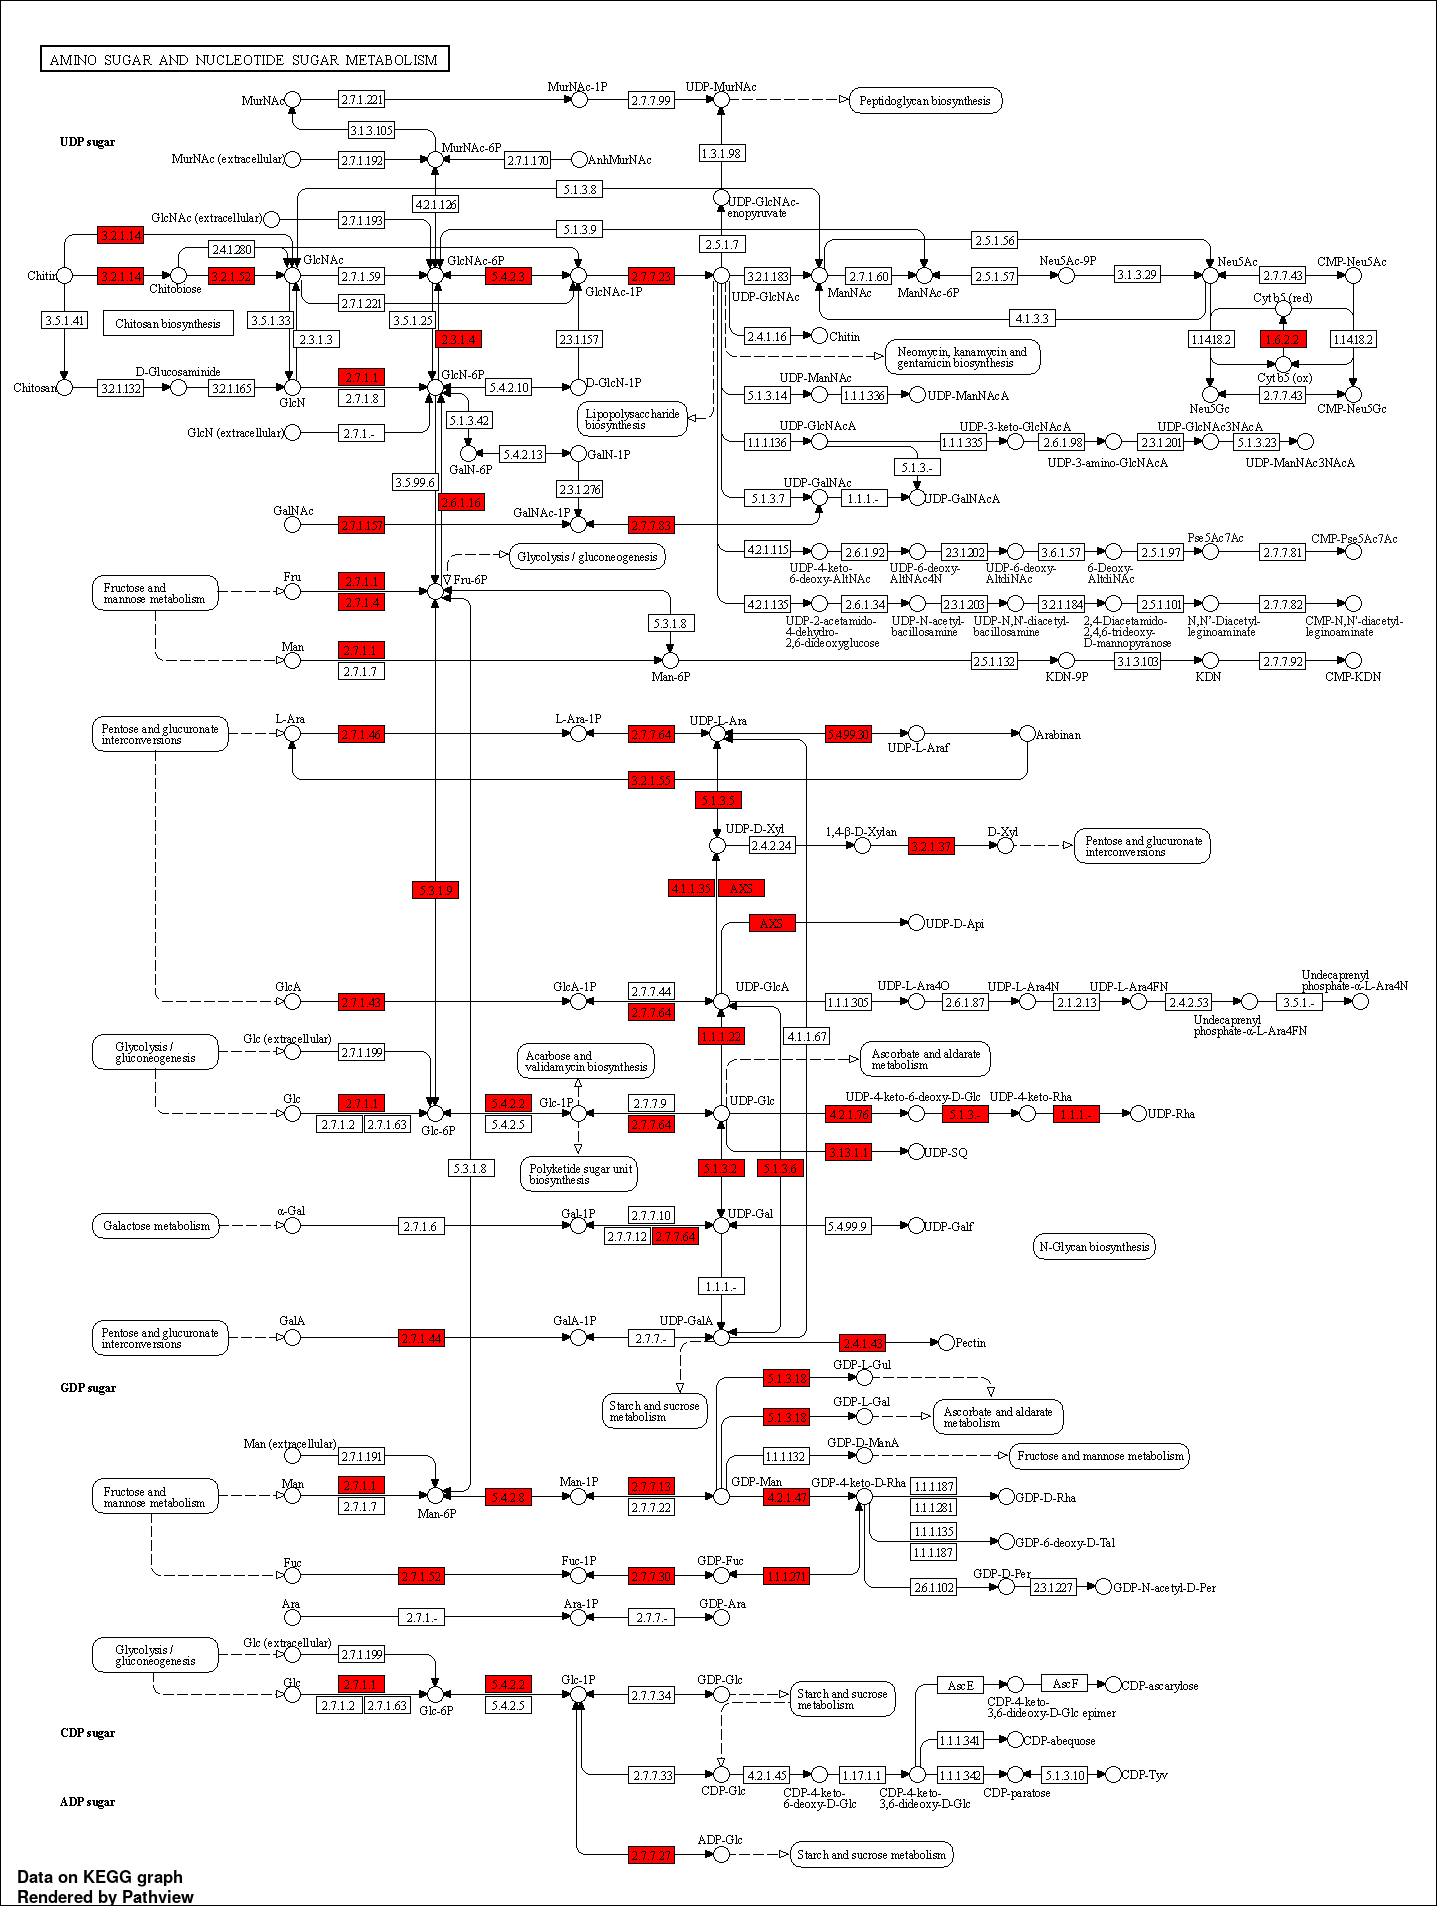 AMINO SUGAR AND NUCLEOTIDE SUGAR METABOLISM
MurNAc
2.7.1.221
MurNAc-1P
2.7.7.99
UDP-MurNAc
Peptidoglycan biosynthesis
3.1.3.105
UDP sugar
MurNAc (extracellular)
2.7.1.192
MurNAc-6P
2.7.1.170
AnhMurNAc
1.3.1.98
5.1.3.8
4.2.1.126
UDP-GlcNAc-
enopyruvate
GlcNAc (extracellular)
2.7.1.193
5.1.3.9
3.2.1.14
2.4.1.280
2.5.1.7
2.5.1.56
Chitin
3.2.1.14
Chitobiose
3.2.1.52
GlcNAc
2.7.1.59
GlcNAc-6P
5.4.2.3
GlcNAc-1P
2.7.7.23
UDP-GlcNAc
3.2.1.183
ManNAc
2.7.1.60
ManNAc-6P
2.5.1.57
Neu5Ac-9P
3.1.3.29
Neu5Ac
2.7.7.43
CMP-Neu5Ac
2.7.1.221
Cytb5 (red)
3.5.1.41
Chitosan biosynthesis
3.5.1.33
2.3.1.3
3.5.1.25
2.3.1.4
2.3.1.157
2.4.1.16
Chitin
4.1.3.3
1.14.18.2
1.6.2.2
1.14.18.2
Neomycin, kanamycin and
gentamicin biosynthesis
Cytb5 (ox)
Chitosan
3.2.1.132
D-Glucosaminide
3.2.1.165
GlcN
2.7.1.1
2.7.1.8
GlcN-6P
5.4.2.10
D-GlcN-1P
UDP-ManNAc
5.1.3.14
1.1.1.336
UDP-ManNAcA
Neu5Gc
2.7.7.43
CMP-Neu5Gc
GlcN (extracellular)
2.7.1.-
5.1.3.42
Lipopolysaccharide
biosynthesis
1.1.1.136
UDP-GlcNAcA
1.1.1.335
UDP-3-keto-GlcNAcA
2.6.1.98
UDP-3-amino-GlcNAcA
2.3.1.201
UDP-GlcNAc3NAcA
5.1.3.23
UDP-ManNAc3NAcA
GalN-6P
5.4.2.13
GalN-1P
5.1.3.-
3.5.99.6
2.6.1.16
2.3.1.276
5.1.3.7
UDP-GalNAc
1.1.1.-
UDP-GalNAcA
GalNAc
2.7.1.157
GalNAc-1P
2.7.7.83
Glycolysis / gluconeogenesis
4.2.1.115
UDP-4-keto-
6-deoxy-AltNAc
2.6.1.92
UDP-6-deoxy-
AltNAc4N
2.3.1.202
UDP-6-deoxy-
AltdiNAc
3.6.1.57
6-Deoxy-
AltdiNAc
2.5.1.97
Pse5Ac7Ac
2.7.7.81
CMP-Pse5Ac7Ac
Fructose and
mannose metabolism
Fru
2.7.1.1
2.7.1.4
Fru-6P
4.2.1.135
UDP-2-acetamido-
4-dehydro-
2,6-dideoxyglucose
2.6.1.34
UDP-N-acetyl-
bacillosamine
2.3.1.203
UDP-N,N'-diacetyl-
bacillosamine
3.2.1.184
2,4-Diacetamido-
2,4,6-trideoxy-
D-mannopyranose
2.5.1.101
N,N'-Diacetyl-
leginoaminate
2.7.7.82
CMP-N,N'-diacetyl-
leginoaminate
5.3.1.8
Man
2.7.1.1
2.7.1.7
Man-6P
2.5.1.132
KDN-9P
3.1.3.103
KDN
2.7.7.92
CMP-KDN
Pentose and glucuronate
interconversions
L-Ara
2.7.1.46
L-Ara-1P
2.7.7.64
UDP-L-Ara
5.4.99.30
UDP-L-Araf
Arabinan
3.2.1.55
5.1.3.5
UDP-D-Xyl
2.4.2.24
1,4-β-D-Xylan
3.2.1.37
D-Xyl
Pentose and glucuronate
interconversions
5.3.1.9
4.1.1.35
AXS
AXS
UDP-D-Api
GlcA
2.7.1.43
GlcA-1P
2.7.7.44
2.7.7.64
UDP-GlcA
1.1.1.305
UDP-L-Ara4O
2.6.1.87
UDP-L-Ara4N
2.1.2.13
UDP-L-Ara4FN
2.4.2.53
Undecaprenyl
phosphate-α-L-Ara4FN
3.5.1.-
Undecaprenyl
phosphate-α-L-Ara4N
Glycolysis /
gluconeogenesis
Glc (extracellular)
2.7.1.199
1.1.1.22
4.1.1.67
Acarbose and
validamycin biosynthesis
Ascorbate and aldarate
metabolism
Glc
2.7.1.1
2.7.1.2
2.7.1.63
Glc-6P
5.4.2.2
5.4.2.5
Glc-1P
2.7.7.9
2.7.7.64
UDP-Glc
4.2.1.76
UDP-4-keto-6-deoxy-D-Glc
5.1.3.-
UDP-4-keto-Rha
1.1.1.-
UDP-Rha
3.13.1.1
UDP-SQ
5.3.1.8
Polyketide sugar unit
biosynthesis
5.1.3.2
5.1.3.6
Galactose metabolism
α-Gal
2.7.1.6
Gal-1P
2.7.7.10
2.7.7.12
2.7.7.64
UDP-Gal
5.4.99.9
UDP-Galf
N-Glycan biosynthesis
1.1.1.-
Pentose and glucuronate
interconversions
GalA
2.7.1.44
GalA-1P
2.7.7.-
UDP-GalA
2.4.1.43
Pectin
GDP sugar
Starch and sucrose
metabolism
5.1.3.18
GDP-L-Gul
5.1.3.18
GDP-L-Gal
Ascorbate and aldarate
metabolism
Man (extracellular)
2.7.1.191
1.1.1.132
GDP-D-ManA
Fructose and mannose metabolism
Fructose and
mannose metabolism
Man
2.7.1.1
2.7.1.7
Man-6P
5.4.2.8
Man-1P
2.7.7.13
2.7.7.22
GDP-Man
4.2.1.47
GDP-4-keto-D-Rha
1.1.1.187
1.1.1.281
GDP-D-Rha
1.1.1.135
1.1.1.187
GDP-6-deoxy-D-Tal
Fuc
2.7.1.52
Fuc-1P
2.7.7.30
GDP-Fuc
1.1.1.271
2.6.1.102
GDP-D-Per
2.3.1.227
GDP-N-acetyl-D-Per
Ara
2.7.1.-
Ara-1P
2.7.7.-
GDP-Ara
Glycolysis /
gluconeogenesis
Glc (extracellular)
2.7.1.199
Glc
2.7.1.1
2.7.1.2
2.7.1.63
Glc-6P
5.4.2.2
5.4.2.5
Glc-1P
2.7.7.34
GDP-Glc
Starch and sucrose
metabolism
AscE
CDP-4-keto-
3,6-dideoxy-D-Glc epimer
AscF
CDP-ascarylose
CDP sugar
1.1.1.341
CDP-abequose
2.7.7.33
CDP-Glc
4.2.1.45
CDP-4-keto-
6-deoxy-D-Glc
1.17.1.1
CDP-4-keto-
3,6-dideoxy-D-Glc
1.1.1.342
CDP-paratose
5.1.3.10
CDP-Tyv
ADP sugar
2.7.7.27
ADP-Glc
Starch and sucrose metabolism
Data on KEGG graph
Rendered by Pathview